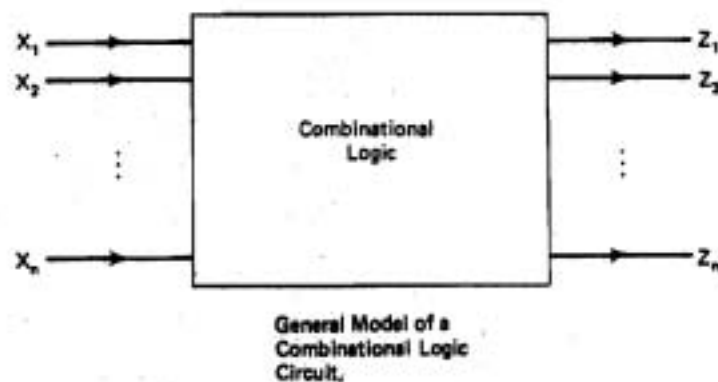 X₁ Z₁
X₂ Z₂
Combinational
Logic
Xₙ Zₙ
General Model of a
Combinational Logic
Circuit,